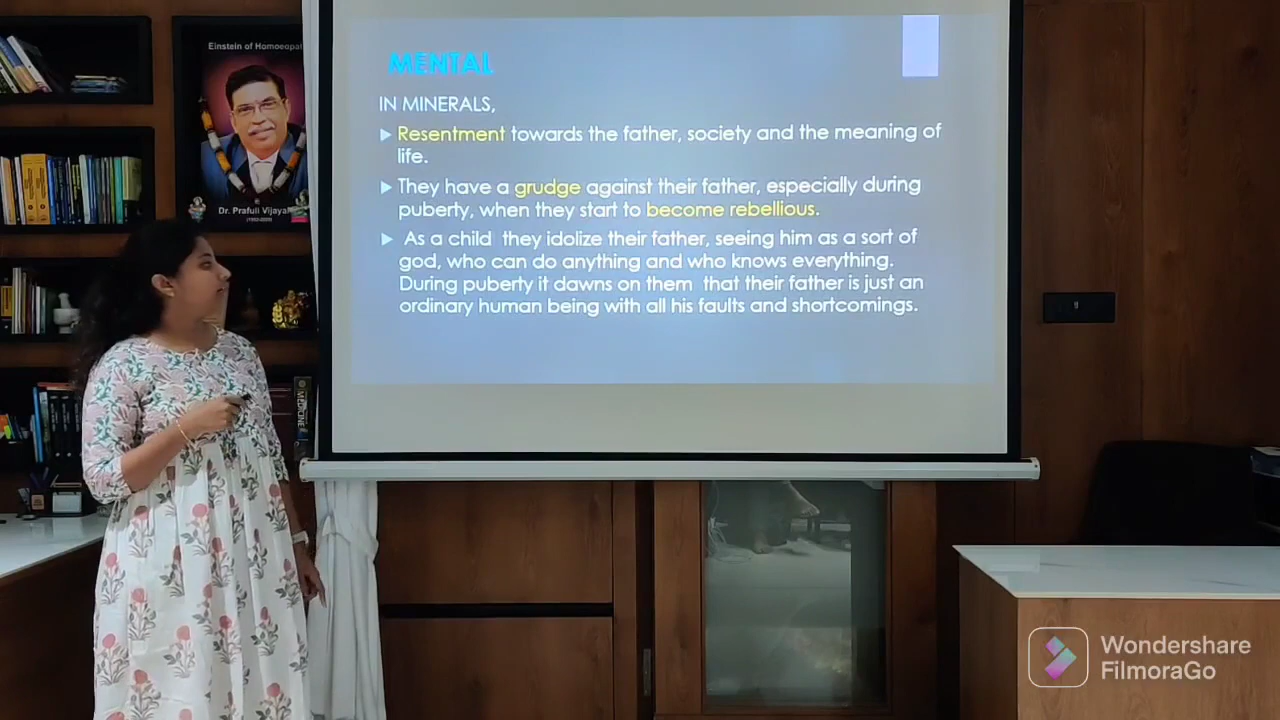 Einstein of Homoeopat
Dr. Prafull Vijaya
MENTAL
IN MINERALS,
Resentment towards the father, society and the meaning of
life.
They have a grudge against their father, especially during
puberty, when they start to become rebellious.
As a child they idolize their father, seeing him as a sort of
god, who can do anything and who knows everything.
During puberty it dawns on them that their father is just an
ordinary human being with all his faults and shortcomings.
MEDICINE
Wondershare
FilmoraGo